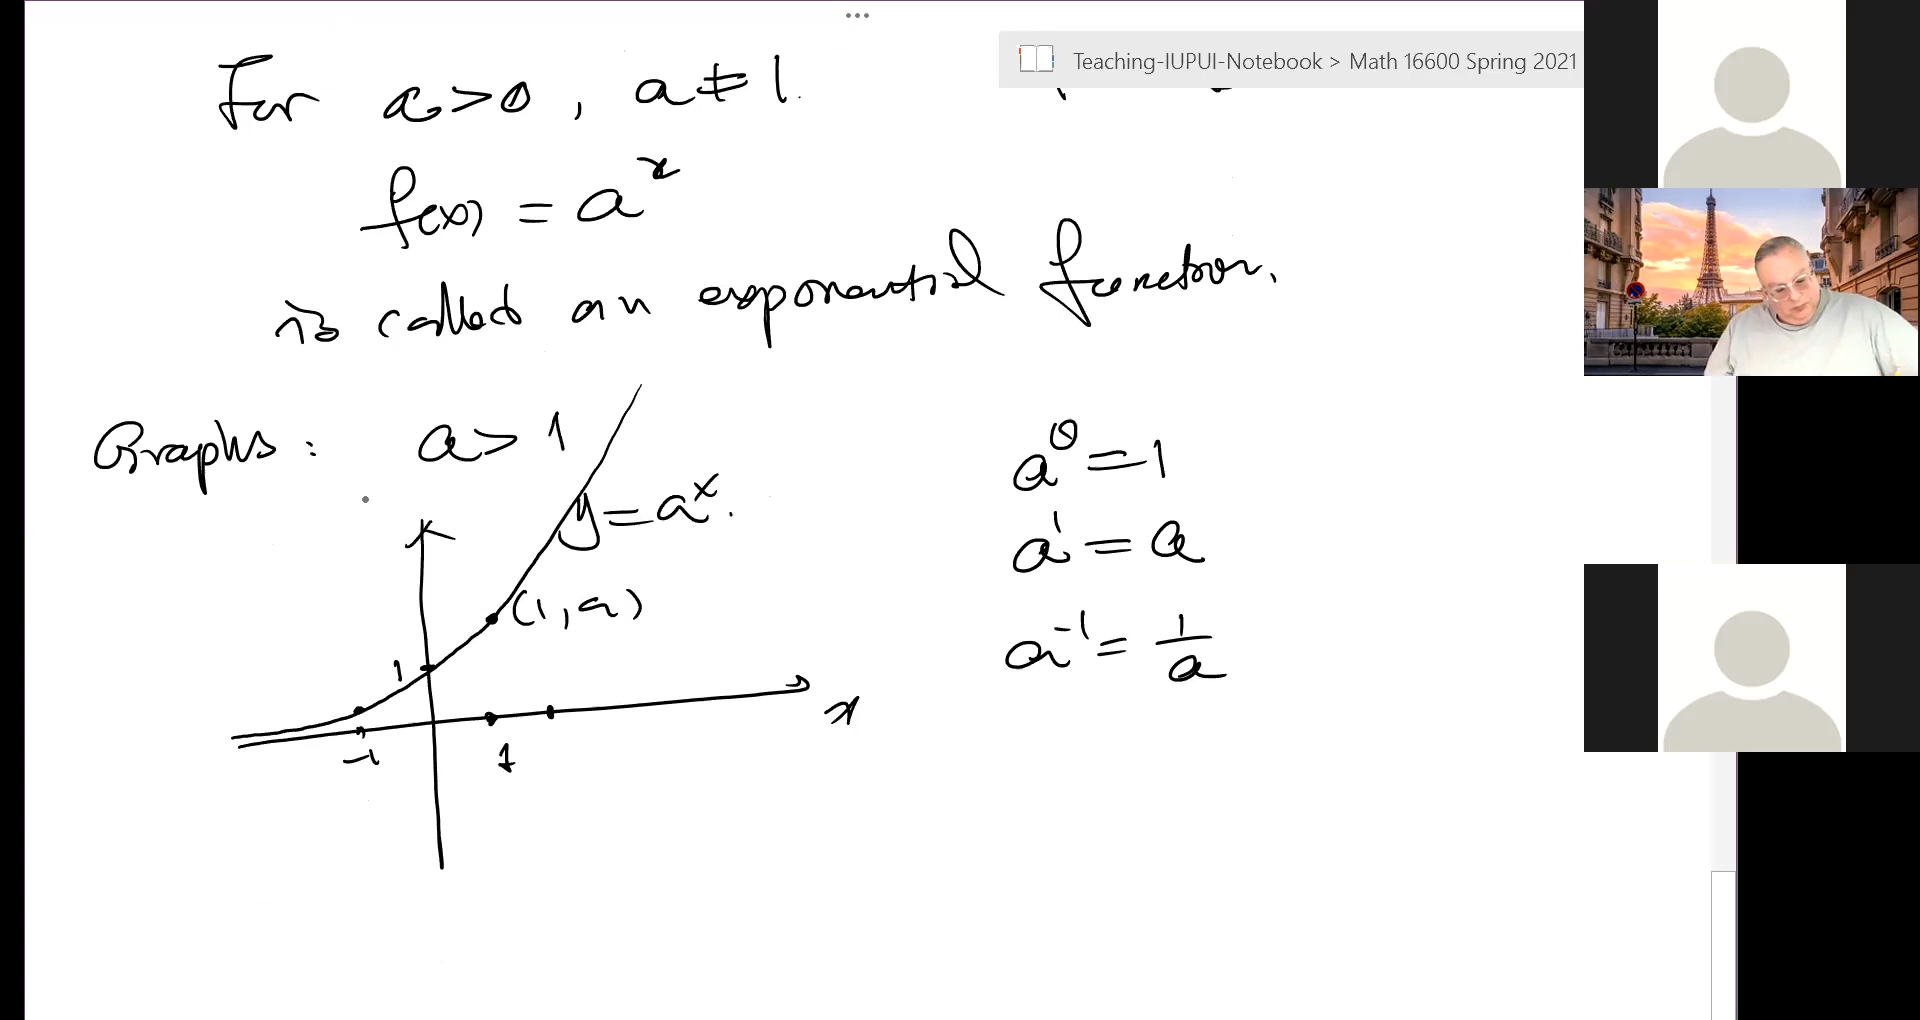 Teaching-IUPUI-Notebook > Math 16600 Spring 2021
For a>0, a≠1.
f(x) = a^x
is called an exponential function.
Graphs: a>1
y=a^x.
(1,a)
1
-1
1
x
a^0=1
a^1=a
a^-1=1/a